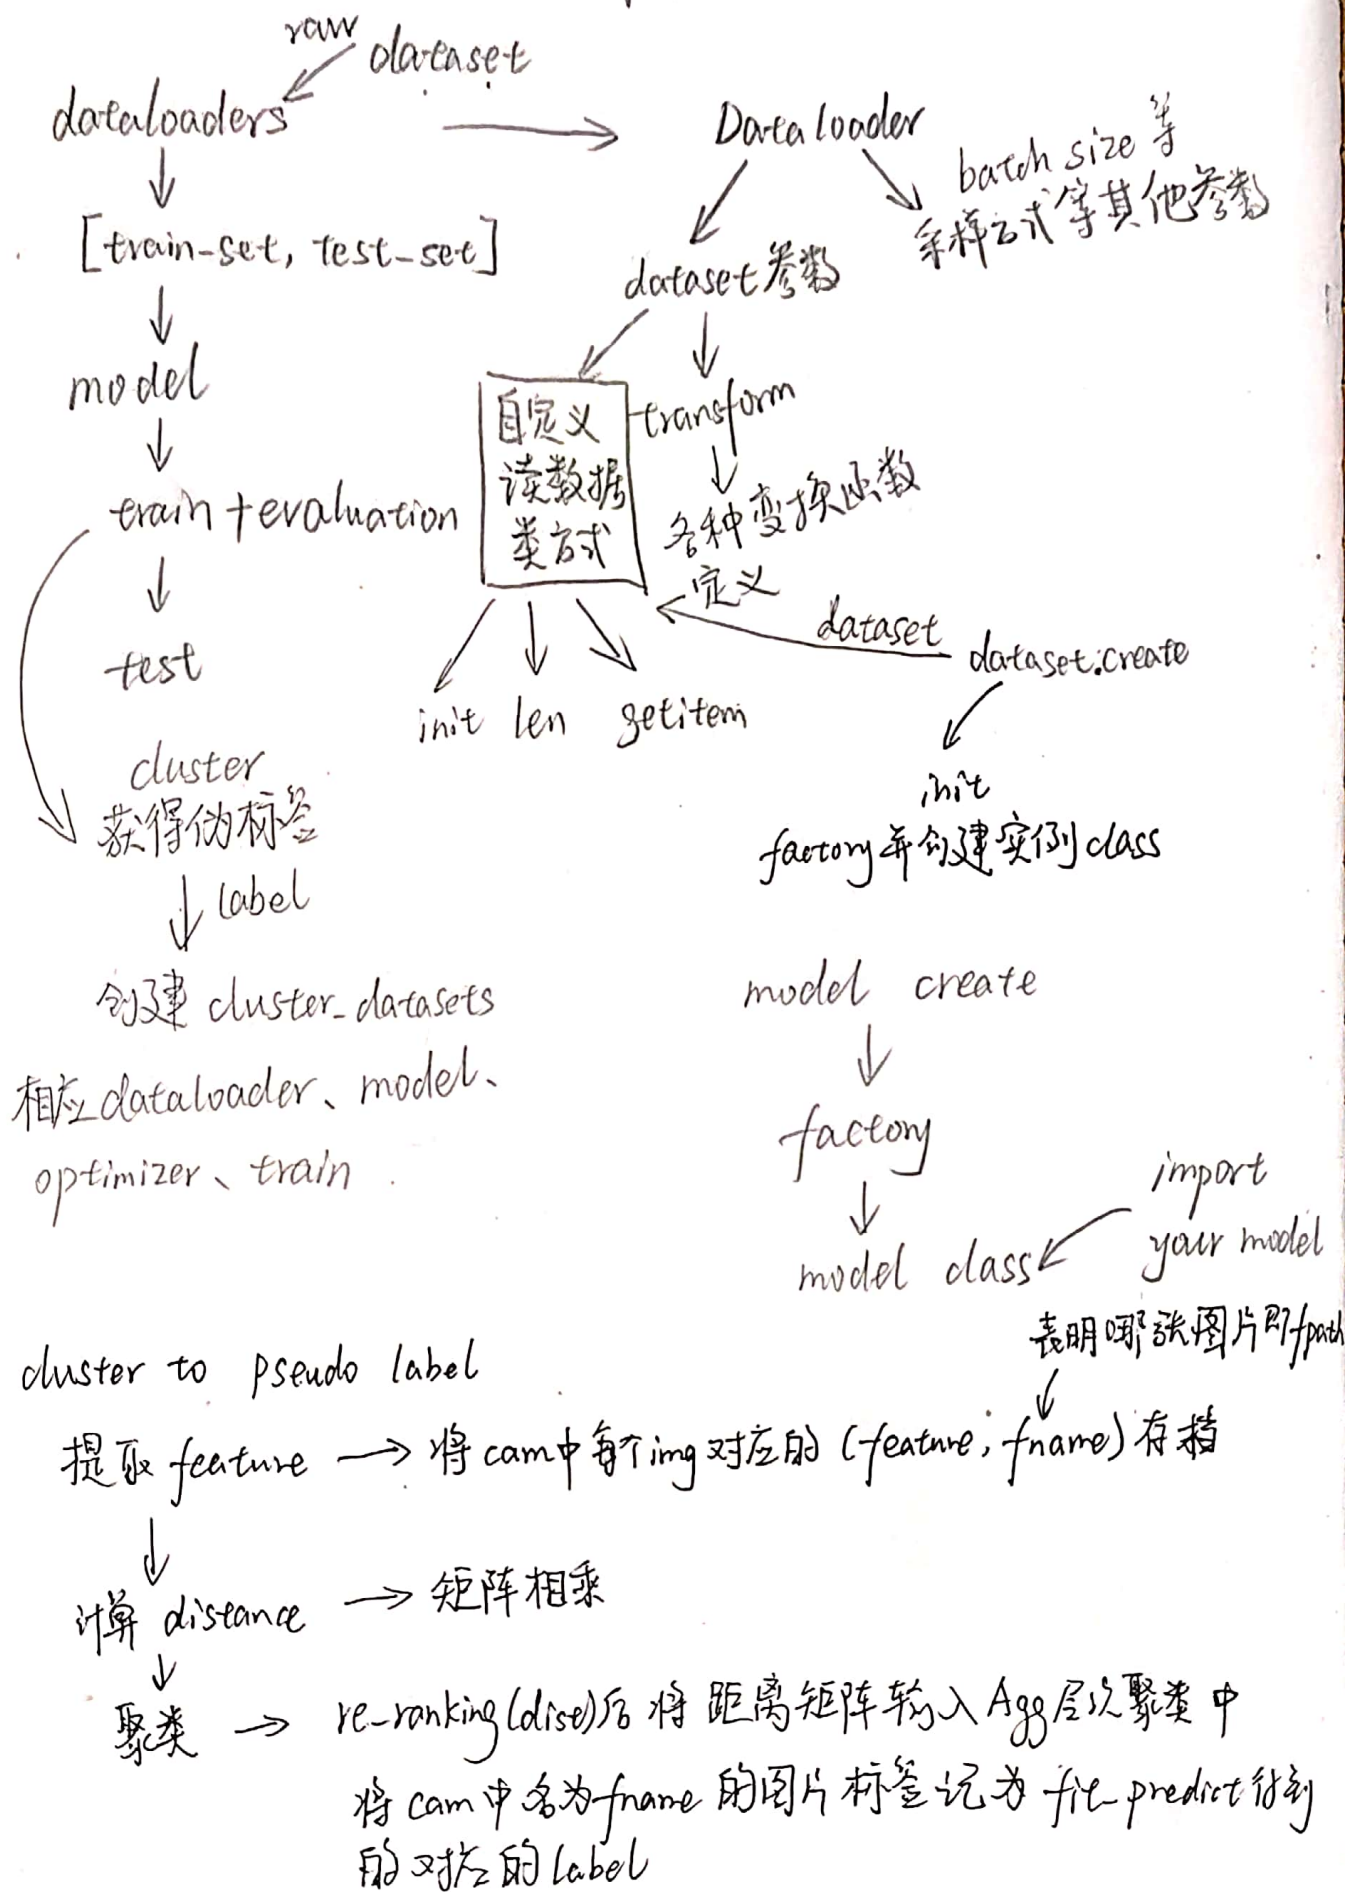 raw
dataset
dataloaders
[train-set, test-set]
model
train + evaluation
test
cluster
获得伪标签
label
创建 cluster_datasets
相应dataloader、model、
optimizer、train
DataLoader
batch size 等
采样方式等其他参数
dataset参数
自定义
读数据
类方式
transform
各种变换函数
定义
init len getitem
dataset
dataset.create
init
factory并创建实例class
model create
factory
model class
import
your model
cluster to pseudo label
表明哪张图片即fpath
提取 feature → 将cam中每个img对应的 (feature, fname) 存档
计算 distance → 矩阵相乘
聚类 → re-ranking(dist)后 将 距离矩阵输入Agg层次聚类中
将cam中名为fname的图片标签记为 fit_predict得到
的对应的label